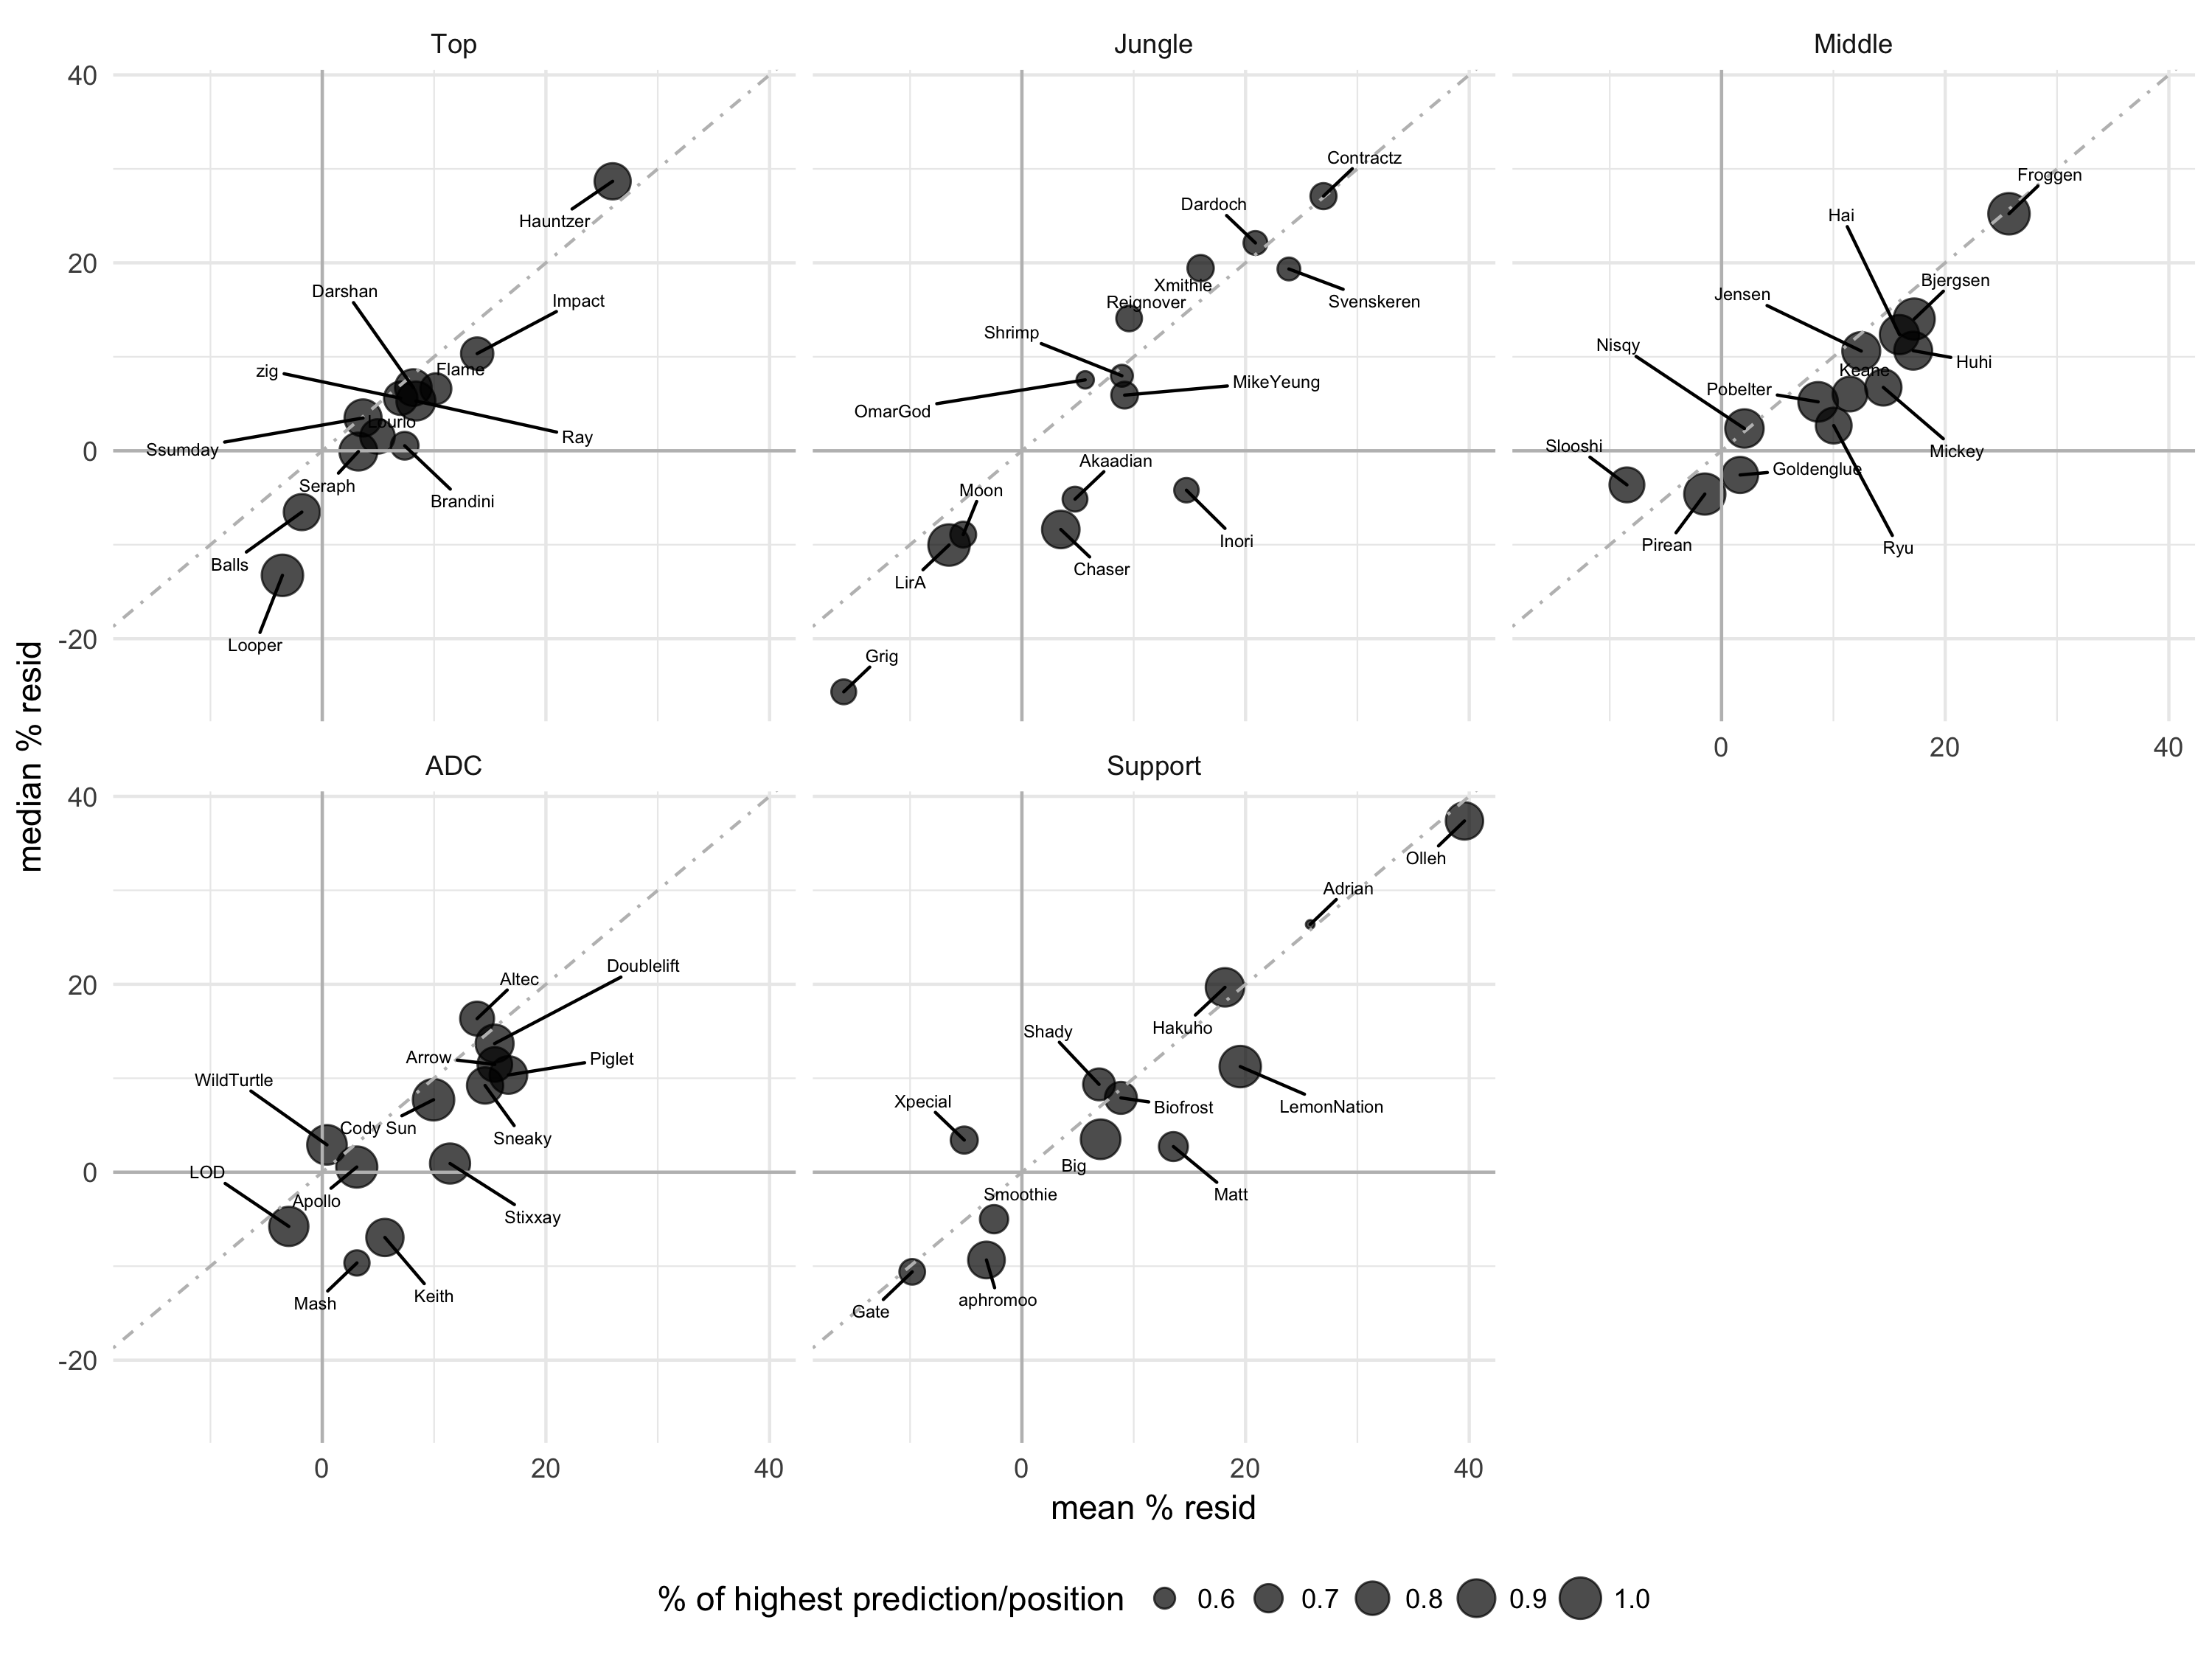 Top
Jungle
Middle
40
20
0
-20
Hauntzer
Darshan
Impact
zig
Flame
Lourlo
Ray
Ssumday
Seraph
Brandini
Balls
Looper
Contractz
Dardoch
Xmithie
Reignover
Svenskeren
Shrimp
MikeYeung
OmarGod
Akaadian
Moon
Inori
Chaser
LirA
Grig
Froggen
Hai
Bjergsen
Jensen
Nisqy
Huhi
Keane
Pobelter
Mickey
Slooshi
Goldenglue
Pirean
Ryu
0
20
40
median % resid
ADC
Support
40
20
0
-20
Altec
Doublelift
Arrow
Piglet
WildTurtle
Cody Sun
Sneaky
LOD
Apollo
Stixxay
Mash
Keith
Olleh
Adrian
Hakuho
Shady
LemonNation
Biofrost
Xpecial
Big
Matt
Smoothie
aphromoo
Gate
0
20
40
0
20
40
mean % resid
% of highest prediction/position
0.6
0.7
0.8
0.9
1.0